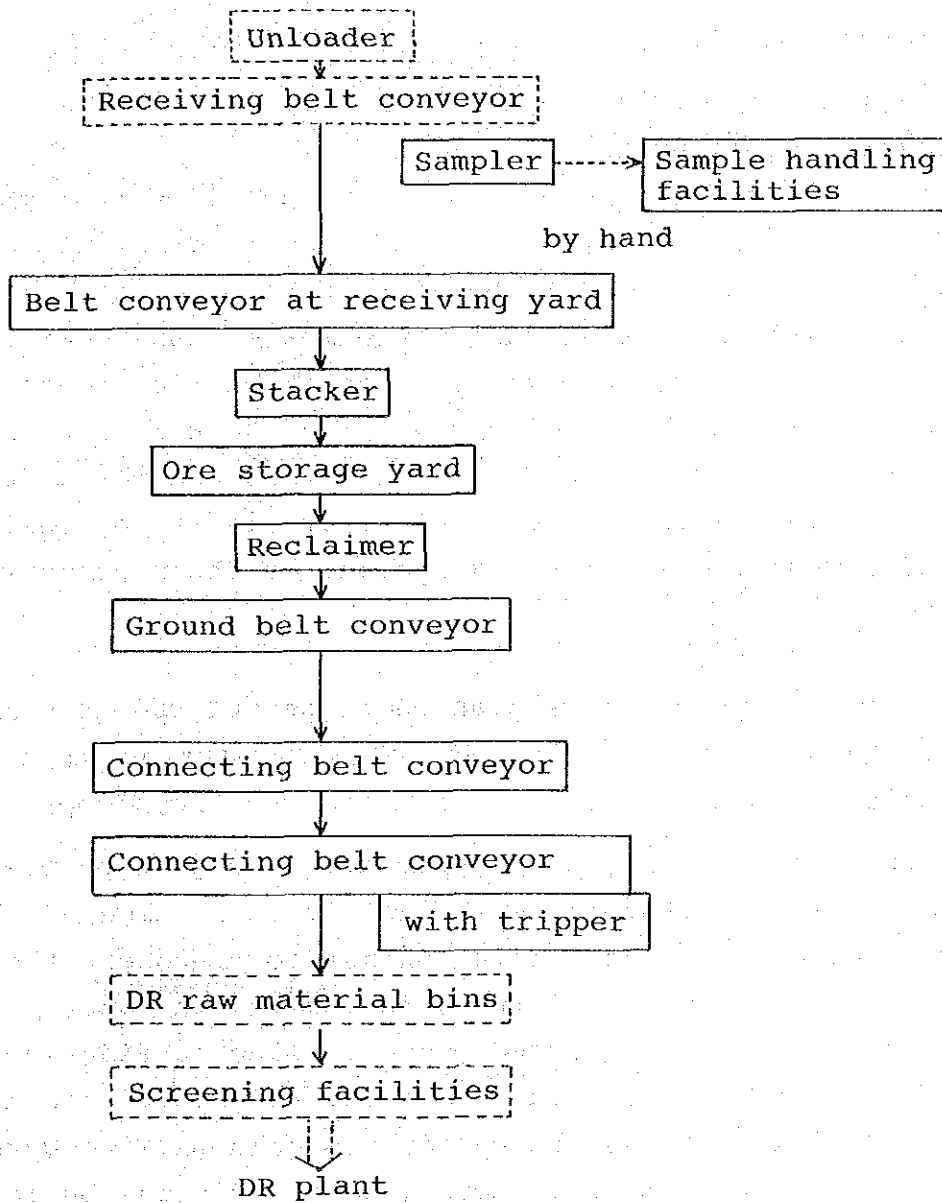 Unloader
Receiving belt conveyor
Sampler
Sample handling
facilities
by hand
Belt conveyor at receiving yard
Stacker
Ore storage yard
Reclaimer
Ground belt conveyor
Connecting belt conveyor
Connecting belt conveyor
with tripper
DR raw material bins
Screening facilities
DR plant